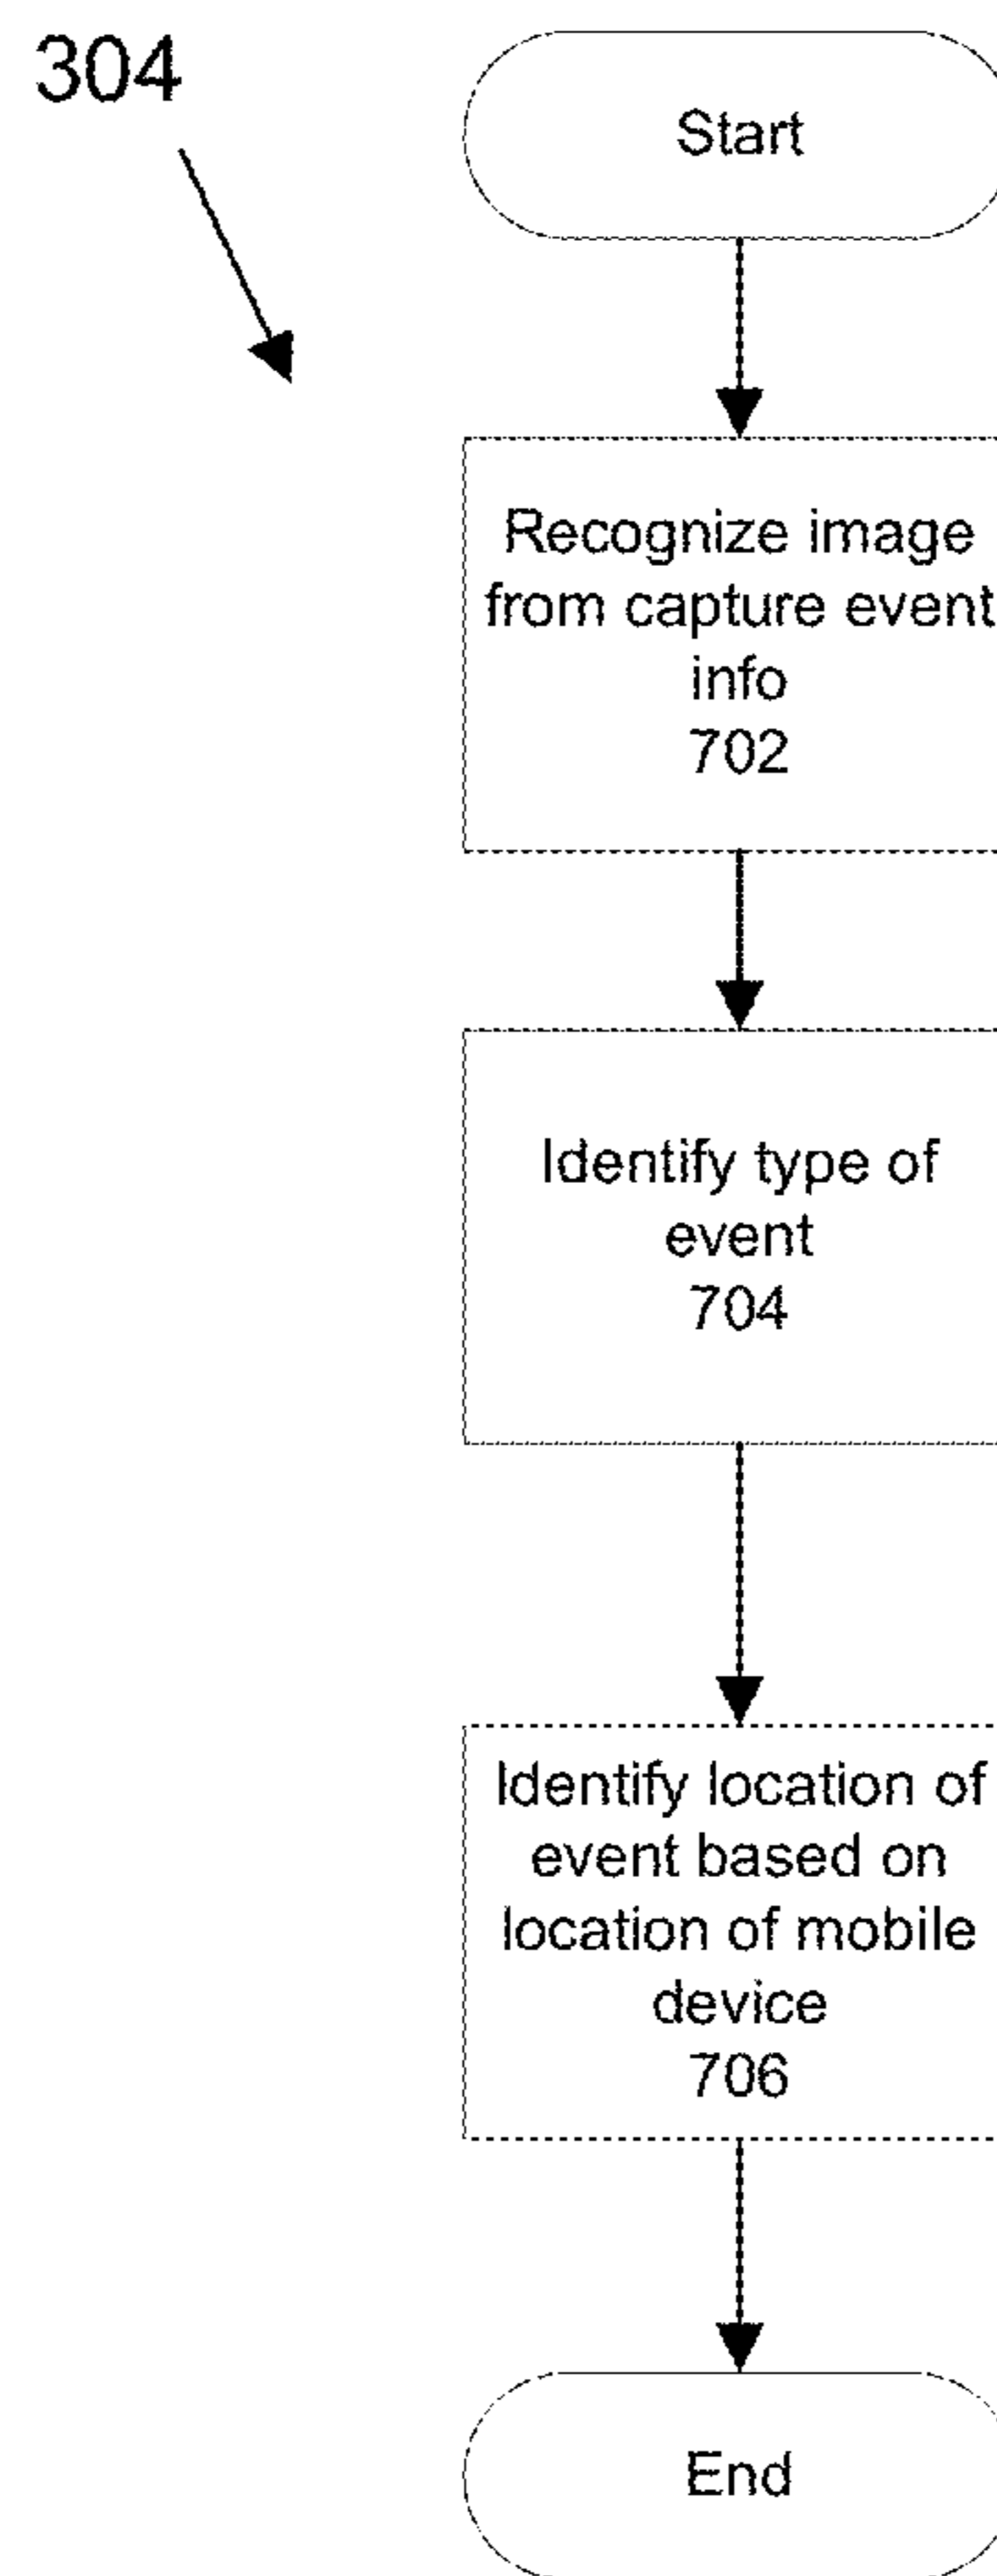 304
Start
Recognize image
from capture event
info
702
Identify type of
event
704
Identify location of
event based on
location of mobile
device
706
End